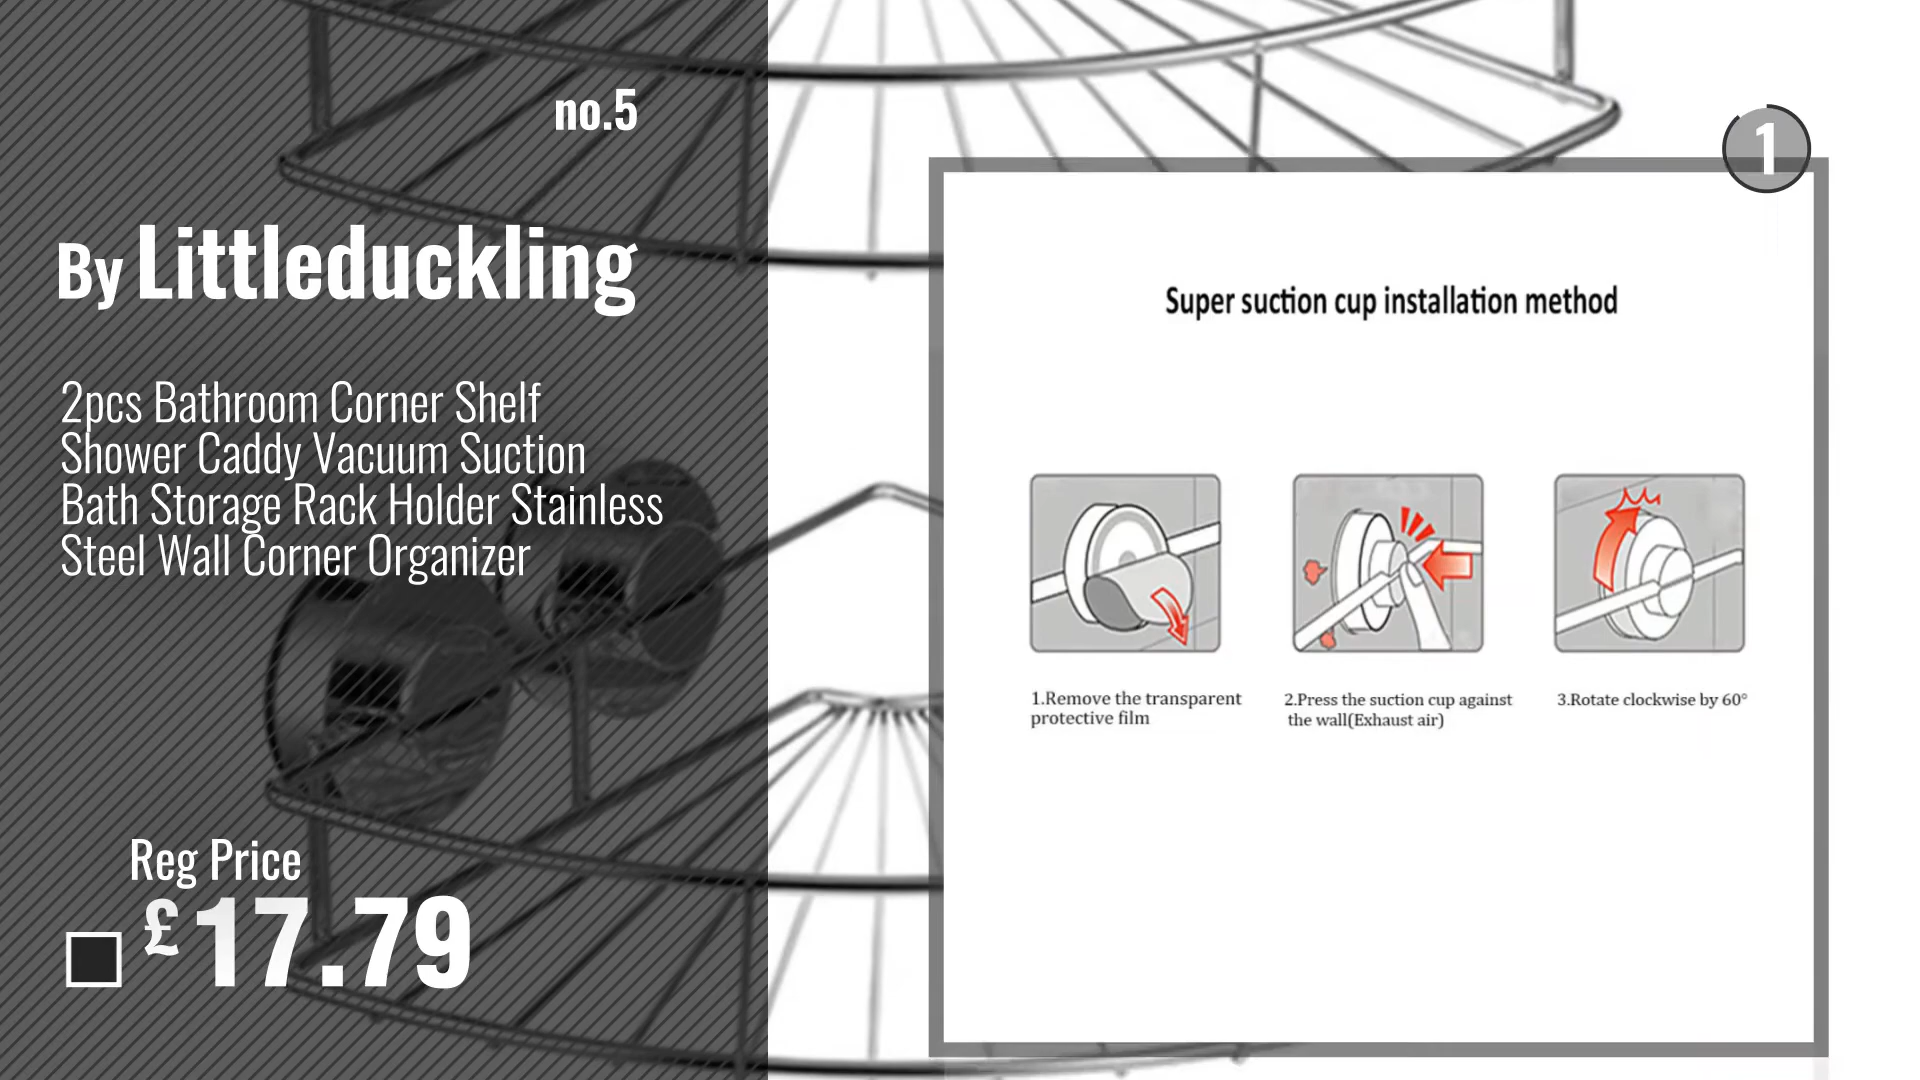 no.5
By Littleduckling
2pcs Bathroom Corner Shelf
Shower Caddy Vacuum Suction
Bath Storage Rack Holder Stainless
Steel Wall Corner Organizer
Reg Price
£17.79
1
Super suction cup installation method
1.Remove the transparent
protective film
2.Press the suction cup against
the wall(Exhaust air)
3.Rotate clockwise by 60°